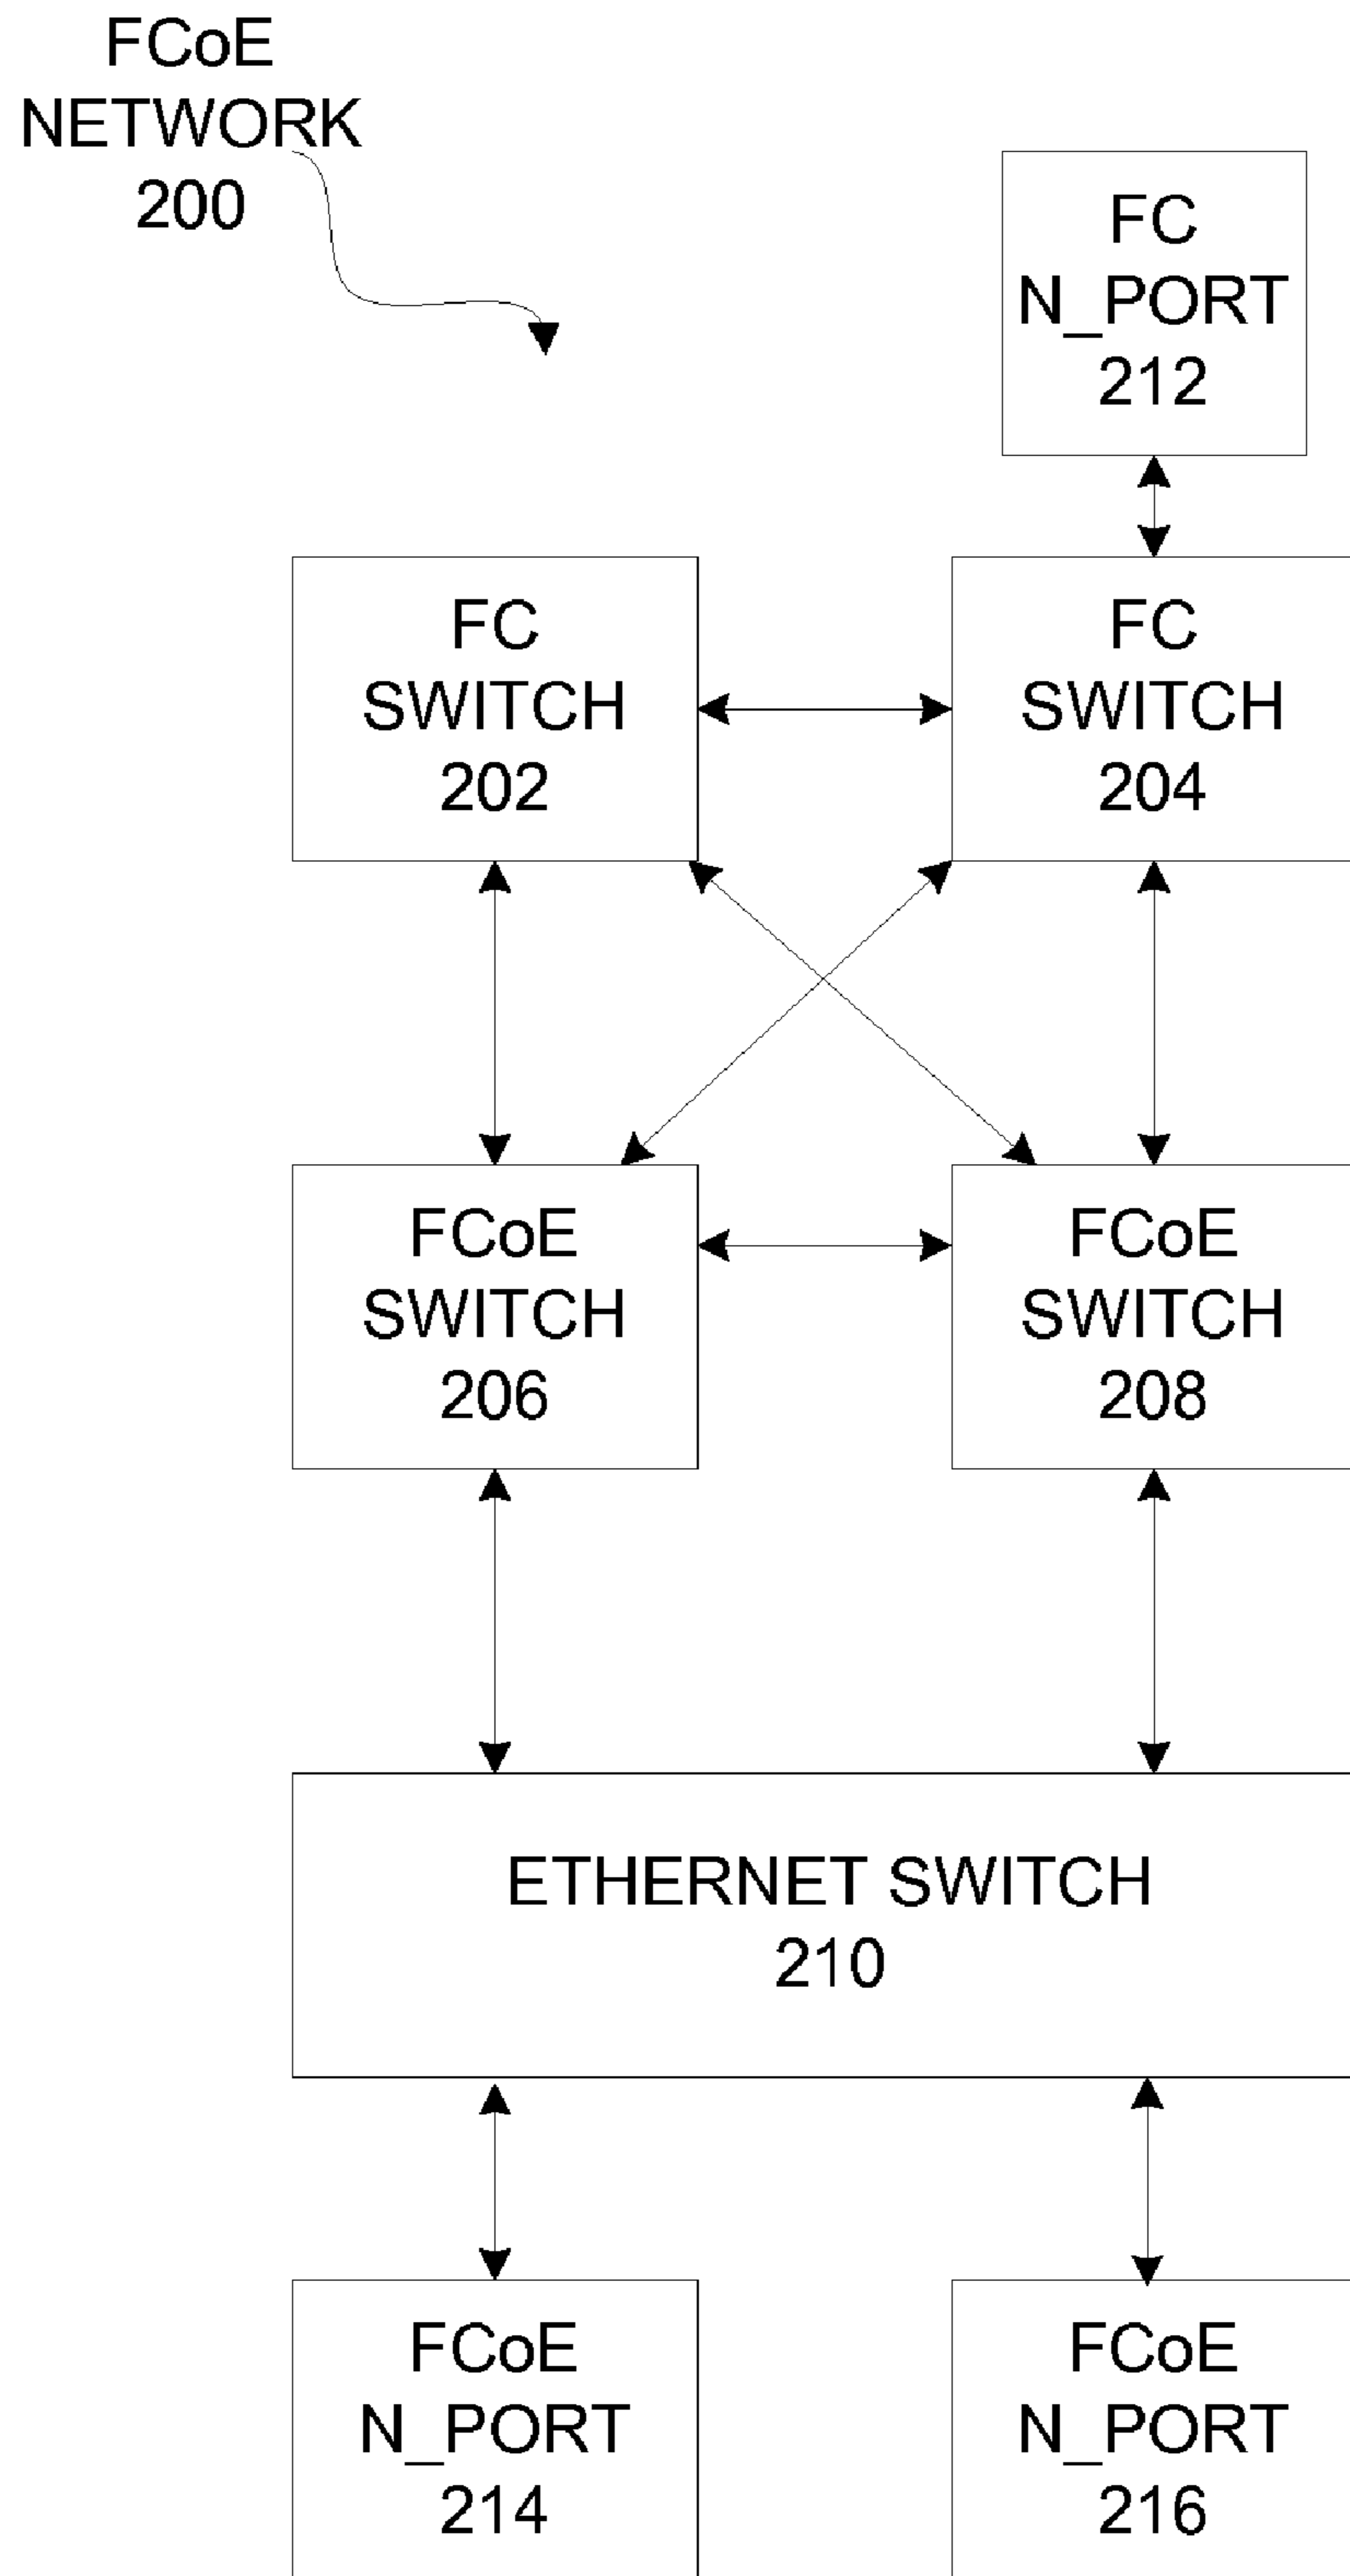 FCoE
NETWORK
200
FC
N_PORT
212
FC
SWITCH
202
FC
SWITCH
204
FCoE
SWITCH
206
FCoE
SWITCH
208
ETHERNET SWITCH
210
FCoE
N_PORT
214
FCoE
N_PORT
216